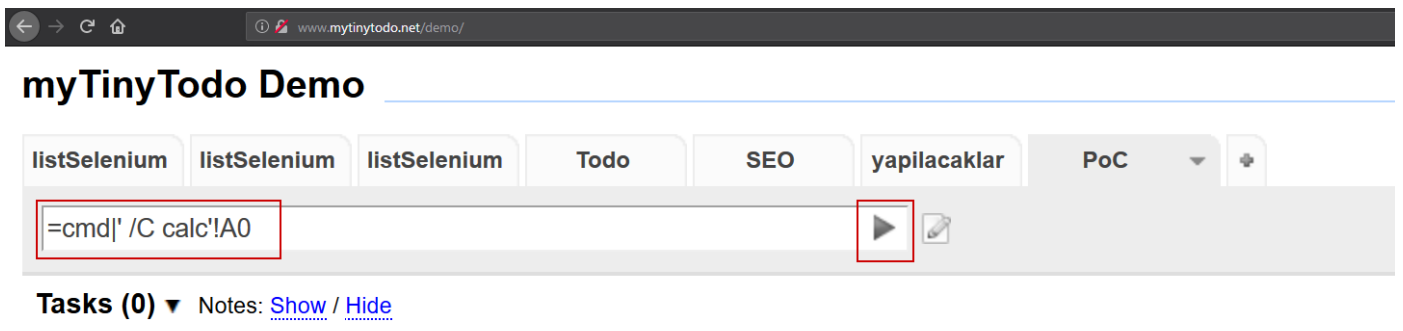 www.mytinytodo.net/demo/
myTinyTodo Demo
listSelenium listSelenium listSelenium Todo SEO yapilacaklar PoC
=cmd|' /C calc'!A0
Tasks (0) Notes: Show / Hide